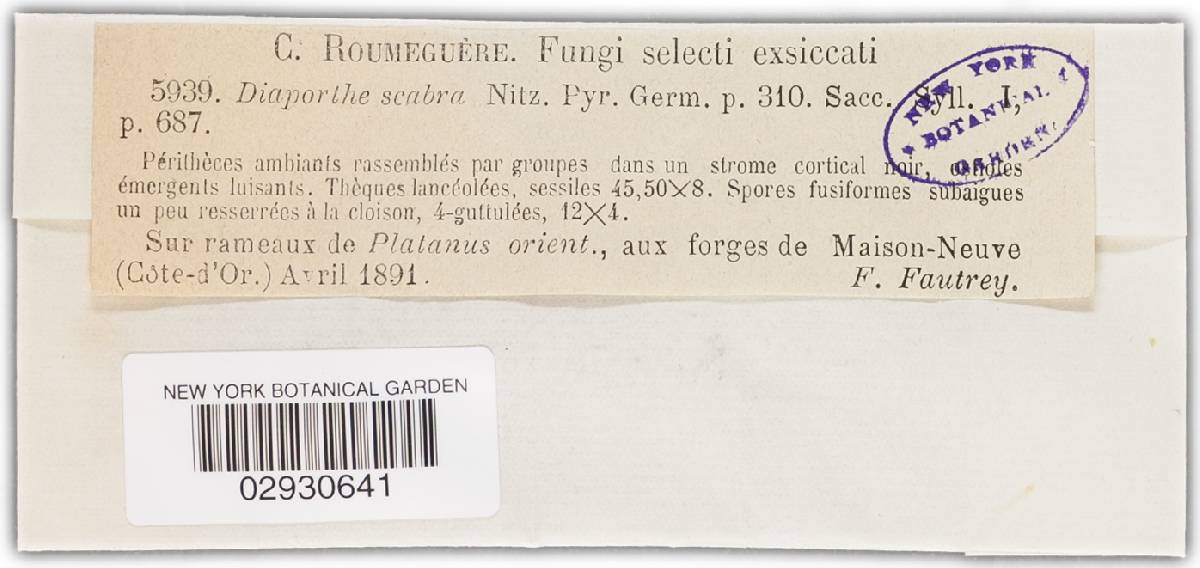 C. ROUMEGUÈRE. Fungi selecti exsiccati
5939. Diaporthe scabra Nitz. Pyr. Germ. p. 310. Sacc. Syll. I,
p. 687.
Périthèces ambiants rassemblés par groupes dans un strome cortical noir, ostioles
émergents luisants. Thèques lancéolées, sessiles 45,50×8. Spores fusiformes subaigues
un peu resserrées à la cloison, 4-guttulées, 12×4.
Sur rameaux de Platanus orient., aux forges de Maison-Neuve
(Côte-d'Or.) Avril 1891. F. Fautrey.
NEW YORK
BOTANICAL
GARDEN.
NEW YORK BOTANICAL GARDEN
02930641